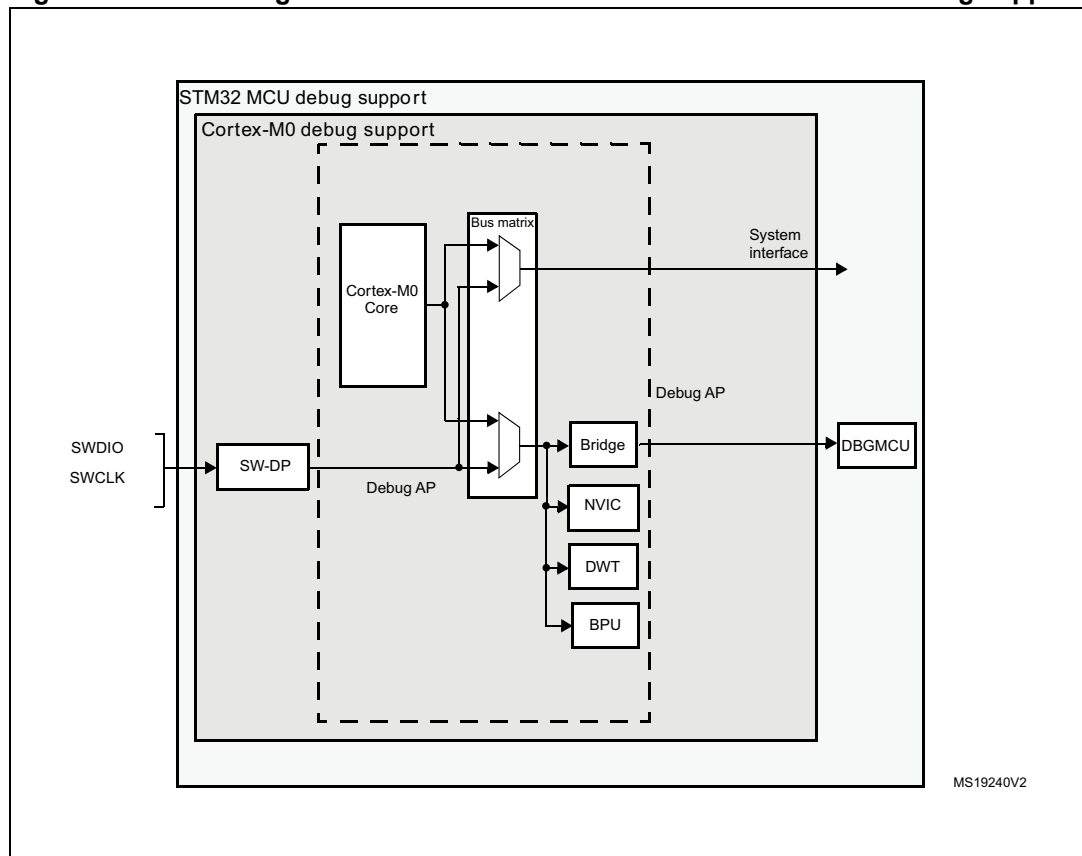 STM32 MCU debug support
Cortex-M0 debug support
Bus matrix
System
interface
Cortex-M0
Core
Debug AP
SWDIO
SWCLK
SW-DP
Debug AP
Bridge
DBGMCU
NVIC
DWT
BPU
MS19240V2